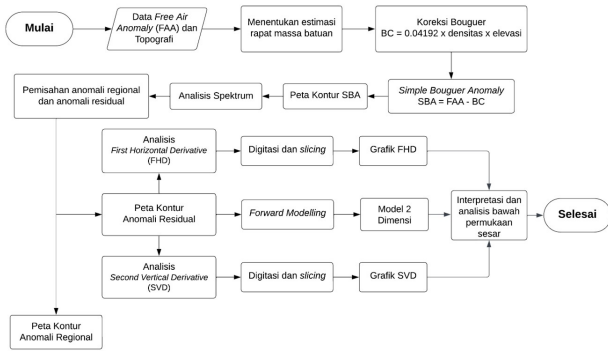 Mulai
Data Free Air
Anomaly (FAA) dan
Topografi
Menentukan estimasi
rapat massa batuan
Koreksi Bouguer
BC = 0.04192 x densitas x elevasi
Simple Bouguer Anomaly
SBA = FAA - BC
Peta Kontur SBA
Analisis Spektrum
Pemisahan anomali regional
dan anomali residual
Analisis
First Horizontal Derivative
(FHD)
Digitasi dan slicing
Grafik FHD
Peta Kontur
Anomali Residual
Forward Modelling
Model 2
Dimensi
Interpretasi dan
analisis bawah
permukaan
sesar
Selesai
Analisis
Second Vertical Derivative
(SVD)
Digitasi dan slicing
Grafik SVD
Peta Kontur
Anomali Regional